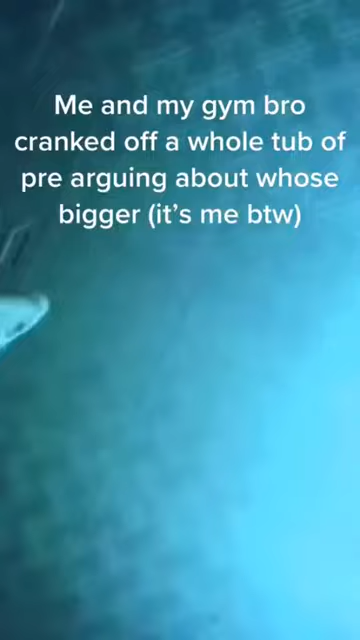 Me and my gym bro
cranked off a whole tub of
pre arguing about whose
bigger (it’s me btw)